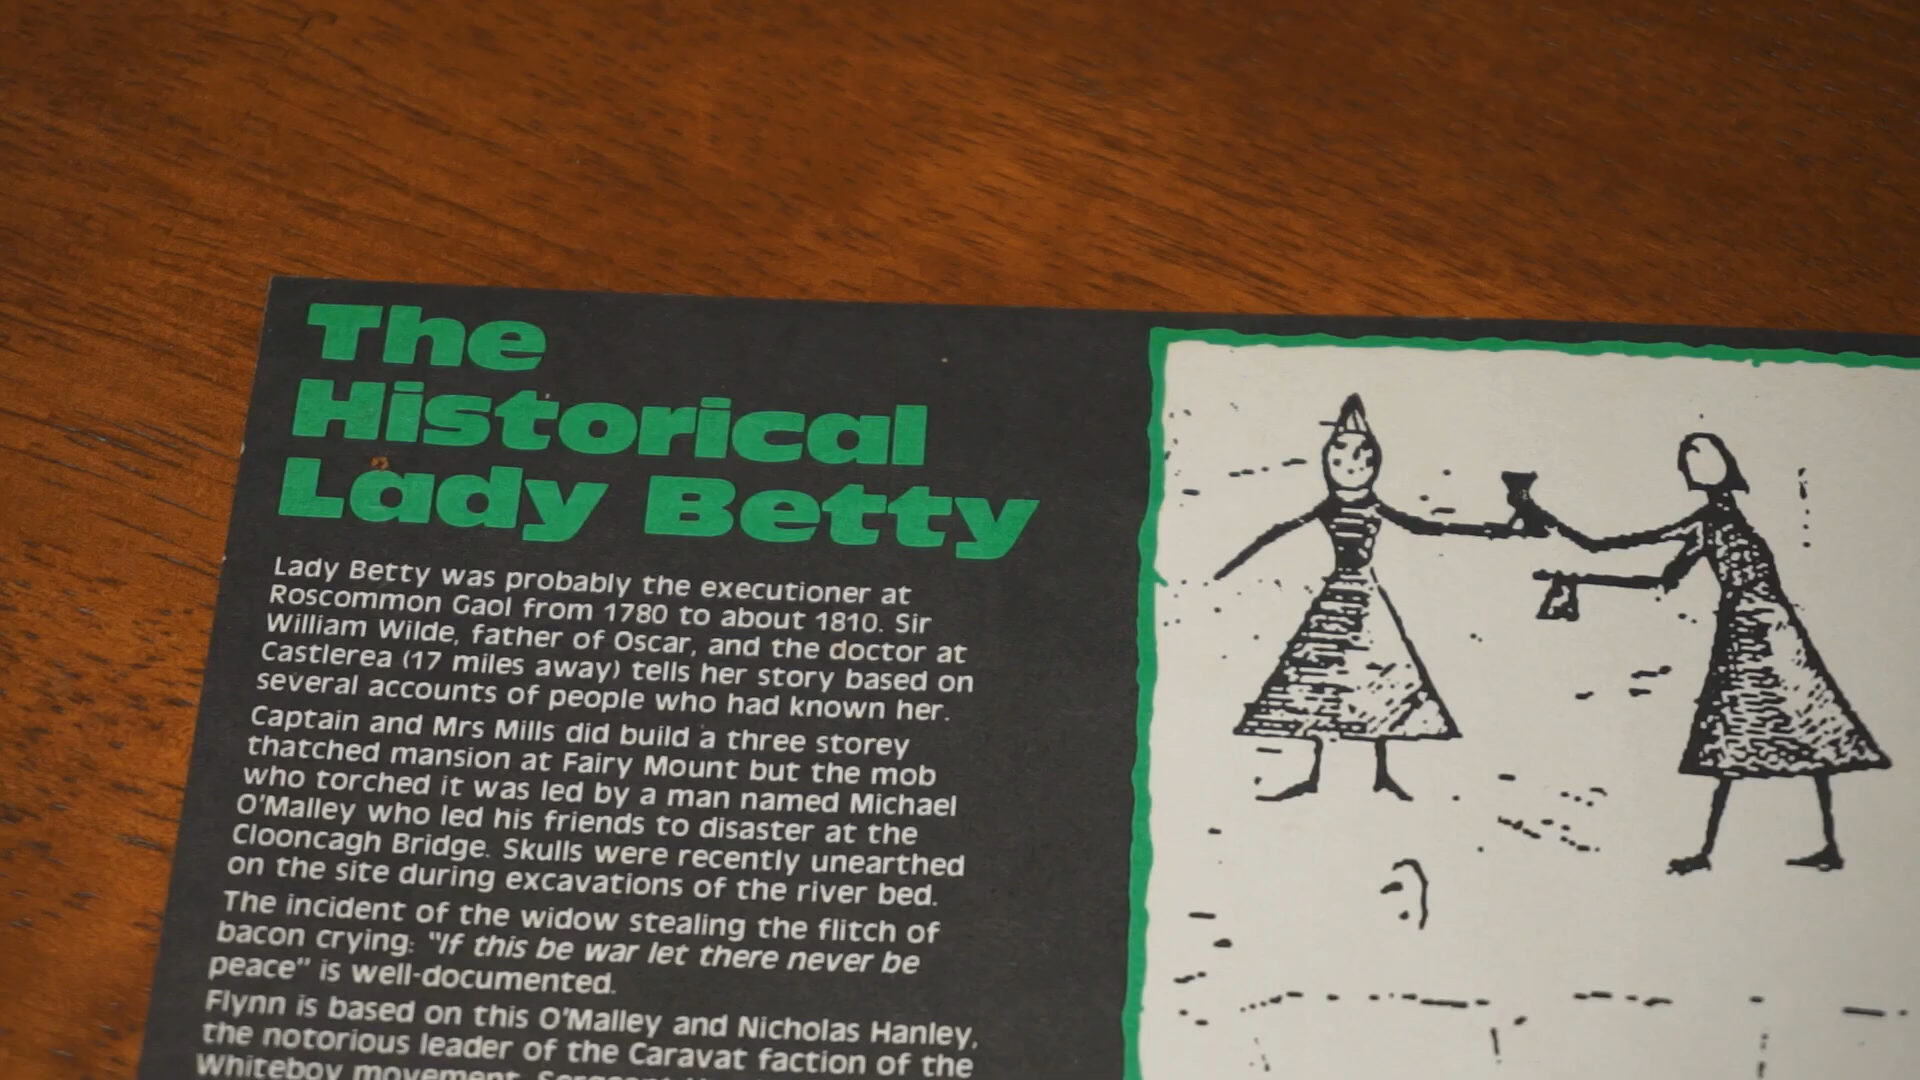 The
Historical
Lady Betty
Lady Betty was probably the executioner at
Roscommon Gaol from 1780 to about 1810. Sir
William Wilde, father of Oscar, and the doctor at
Castlerea (17 miles away) tells her story based on
several accounts of people who had known her.
Captain and Mrs Mills did build a three storey
thatched mansion at Fairy Mount but the mob
who torched it was led by a man named Michael
O'Malley who led his friends to disaster at the
Clooncagh Bridge. Skulls were recently unearthed
on the site during excavations of the river bed.
The incident of the widow stealing the flitch of
bacon crying: "If this be war let there never be
peace" is well-documented.
Flynn is based on this O'Malley and Nicholas Hanley,
the notorious leader of the Caravat faction of the
Whiteboy movement. Sergeant